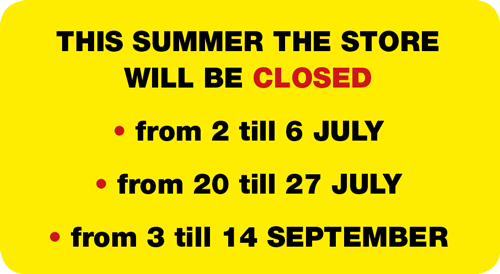 THIS SUMMER THE STORE
WILL BE CLOSED
• from 2 till 6 JULY
• from 20 till 27 JULY
• from 3 till 14 SEPTEMBER